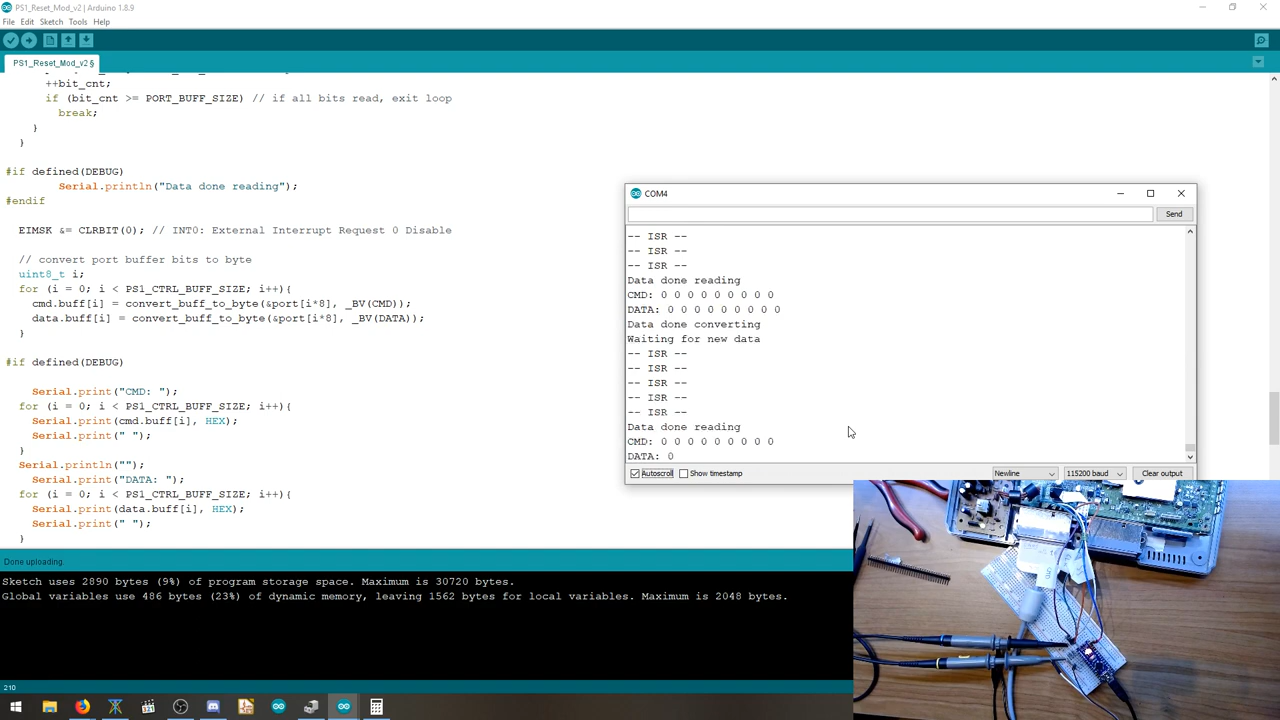 PS1_Reset_Mod_v2 | Arduino 1.8.9
File Edit Sketch Tools Help
PS1_Reset_Mod_v2 §
++bit_cnt;
if (bit_cnt >= PORT_BUFF_SIZE) // if all bits read, exit loop
break;
}
}
#if defined(DEBUG)
Serial.println("Data done reading");
#endif
EIMSK &= CLRBIT(0); // INT0: External Interrupt Request 0 Disable
// convert port buffer bits to byte
uint8_t i;
for (i = 0; i < PS1_CTRL_BUFF_SIZE; i++){
cmd.buff[i] = convert_buff_to_byte(&port[i*8], _BV(CMD));
data.buff[i] = convert_buff_to_byte(&port[i*8], _BV(DATA));
}
#if defined(DEBUG)
Serial.print("CMD: ");
for (i = 0; i < PS1_CTRL_BUFF_SIZE; i++){
Serial.print(cmd.buff[i], HEX);
Serial.print(" ");
}
Serial.println("");
Serial.print("DATA: ");
for (i = 0; i < PS1_CTRL_BUFF_SIZE; i++){
Serial.print(data.buff[i], HEX);
Serial.print(" ");
}
COM4
Send
-- ISR --
-- ISR --
-- ISR --
Data done reading
CMD: 0 0 0 0 0 0 0 0 0
DATA: 0 0 0 0 0 0 0 0 0
Data done converting
Waiting for new data
-- ISR --
-- ISR --
-- ISR --
-- ISR --
-- ISR --
Data done reading
CMD: 0 0 0 0 0 0 0 0 0
DATA: 0
Autoscroll Show timestamp Newline 115200 baud Clear output
Done uploading.
Sketch uses 2890 bytes (9%) of program storage space. Maximum is 30720 bytes.
Global variables use 486 bytes (23%) of dynamic memory, leaving 1562 bytes for local variables. Maximum is 2048 bytes.
210